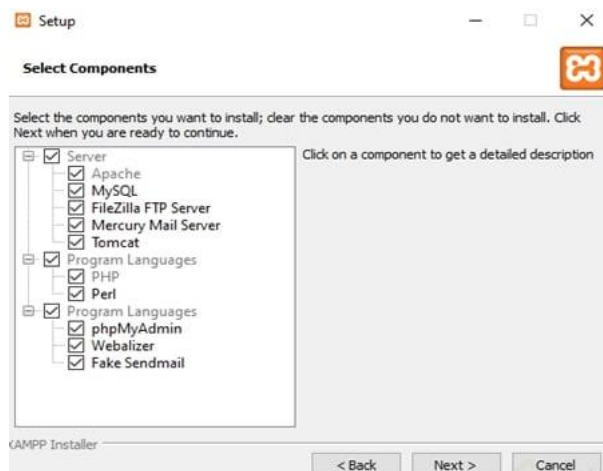 Setup
Select Components
Select the components you want to install; clear the components you do not want to install. Click
Next when you are ready to continue.
Server
Apache
MySQL
FileZilla FTP Server
Mercury Mail Server
Tomcat
Program Languages
PHP
Perl
Program Languages
phpMyAdmin
Webalizer
Fake Sendmail
Click on a component to get a detailed description
XAMPP Installer
< Back
Next >
Cancel